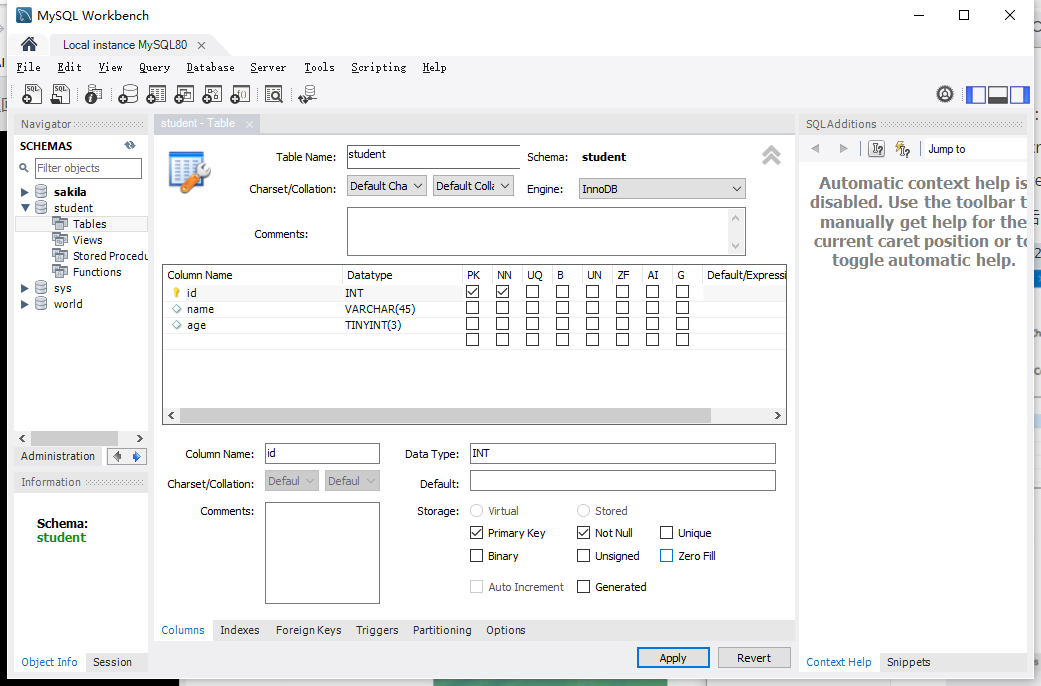 MySQL Workbench
Local instance MySQL80
File Edit View Query Database Server Tools Scripting Help
Navigator
SCHEMAS
Filter objects
sakila
student
Tables
Views
Stored Procedu
Functions
sys
world
Administration
Information
Schema:
student
Object Info Session
student - Table
Table Name: student Schema: student
Charset/Collation: Default Cha Default Colla Engine: InnoDB
Comments:
Column Name Datatype PK NN UQ B UN ZF AI G Default/Expressi
id INT
name VARCHAR(45)
age TINYINT(3)
Column Name: id Data Type: INT
Charset/Collation: Defaul Defaul Default:
Comments: Storage: Virtual Stored
Primary Key Not Null Unique
Binary Unsigned Zero Fill
Auto Increment Generated
Columns Indexes Foreign Keys Triggers Partitioning Options
Apply Revert
SQLAdditions
Jump to
Automatic context help is
disabled. Use the toolbar t
manually get help for the
current caret position or to
toggle automatic help.
Context Help Snippets